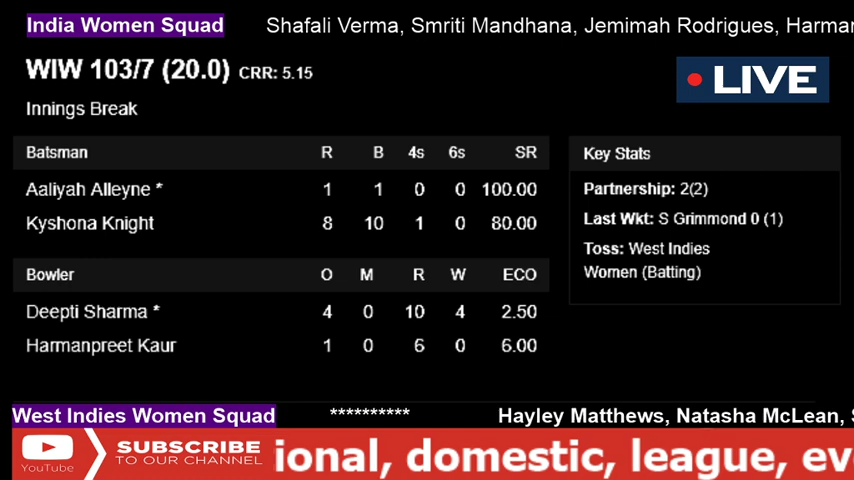 India Women Squad Shafali Verma, Smriti Mandhana, Jemimah Rodrigues,
WIW 103/7 (20.0) CRR: 5.15
LIVE
Innings Break
Batsman R B 4s 6s SR
Aaliyah Alleyne * 1 1 0 0 100.00
Kyshona Knight 8 10 1 0 80.00
Bowler O M R W ECO
Deepti Sharma * 4 0 10 4 2.50
Harmanpreet Kaur 1 0 6 0 6.00
Key Stats
Partnership: 2(2)
Last Wkt: S Grimmond 0 (1)
Toss: West Indies
Women (Batting)
West Indies Women Squad ********** Hayley Matthews, Natasha McLean,
YouTube
SUBSCRIBE
TO OUR CHANNEL
ional, domestic, league,